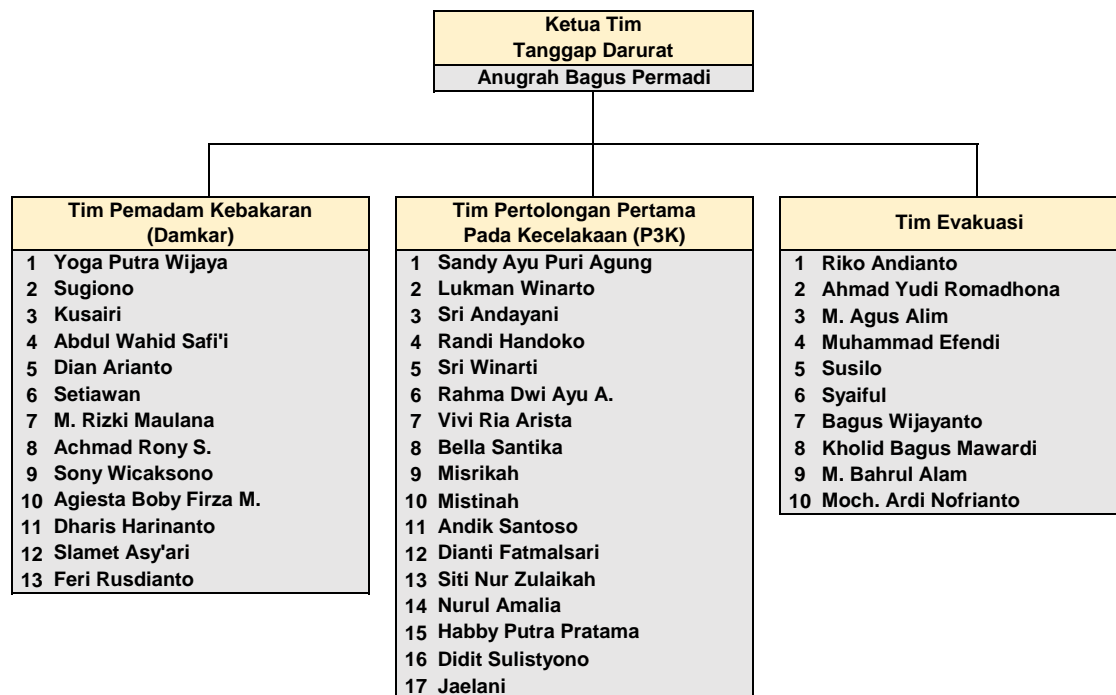 Ketua Tim
Tanggap Darurat
Anugrah Bagus Permadi
Tim Pemadam Kebakaran
(Damkar)
1 Yoga Putra Wijaya
2 Sugiono
3 Kusairi
4 Abdul Wahid Safi'i
5 Dian Arianto
6 Setiawan
7 M. Rizki Maulana
8 Achmad Rony S.
9 Sony Wicaksono
10 Agiesta Boby Firza M.
11 Dharis Harinanto
12 Slamet Asy'ari
13 Feri Rusdianto
Tim Pertolongan Pertama
Pada Kecelakaan (P3K)
1 Sandy Ayu Puri Agung
2 Lukman Winarto
3 Sri Andayani
4 Randi Handoko
5 Sri Winarti
6 Rahma Dwi Ayu A.
7 Vivi Ria Arista
8 Bella Santika
9 Misrikah
10 Mistinah
11 Andik Santoso
12 Dianti Fatmalsari
13 Siti Nur Zulaikah
14 Nurul Amalia
15 Habby Putra Pratama
16 Didit Sulistyono
17 Jaelani
Tim Evakuasi
1 Riko Andianto
2 Ahmad Yudi Romadhona
3 M. Agus Alim
4 Muhammad Efendi
5 Susilo
6 Syaiful
7 Bagus Wijayanto
8 Kholid Bagus Mawardi
9 M. Bahrul Alam
10 Moch. Ardi Nofrianto